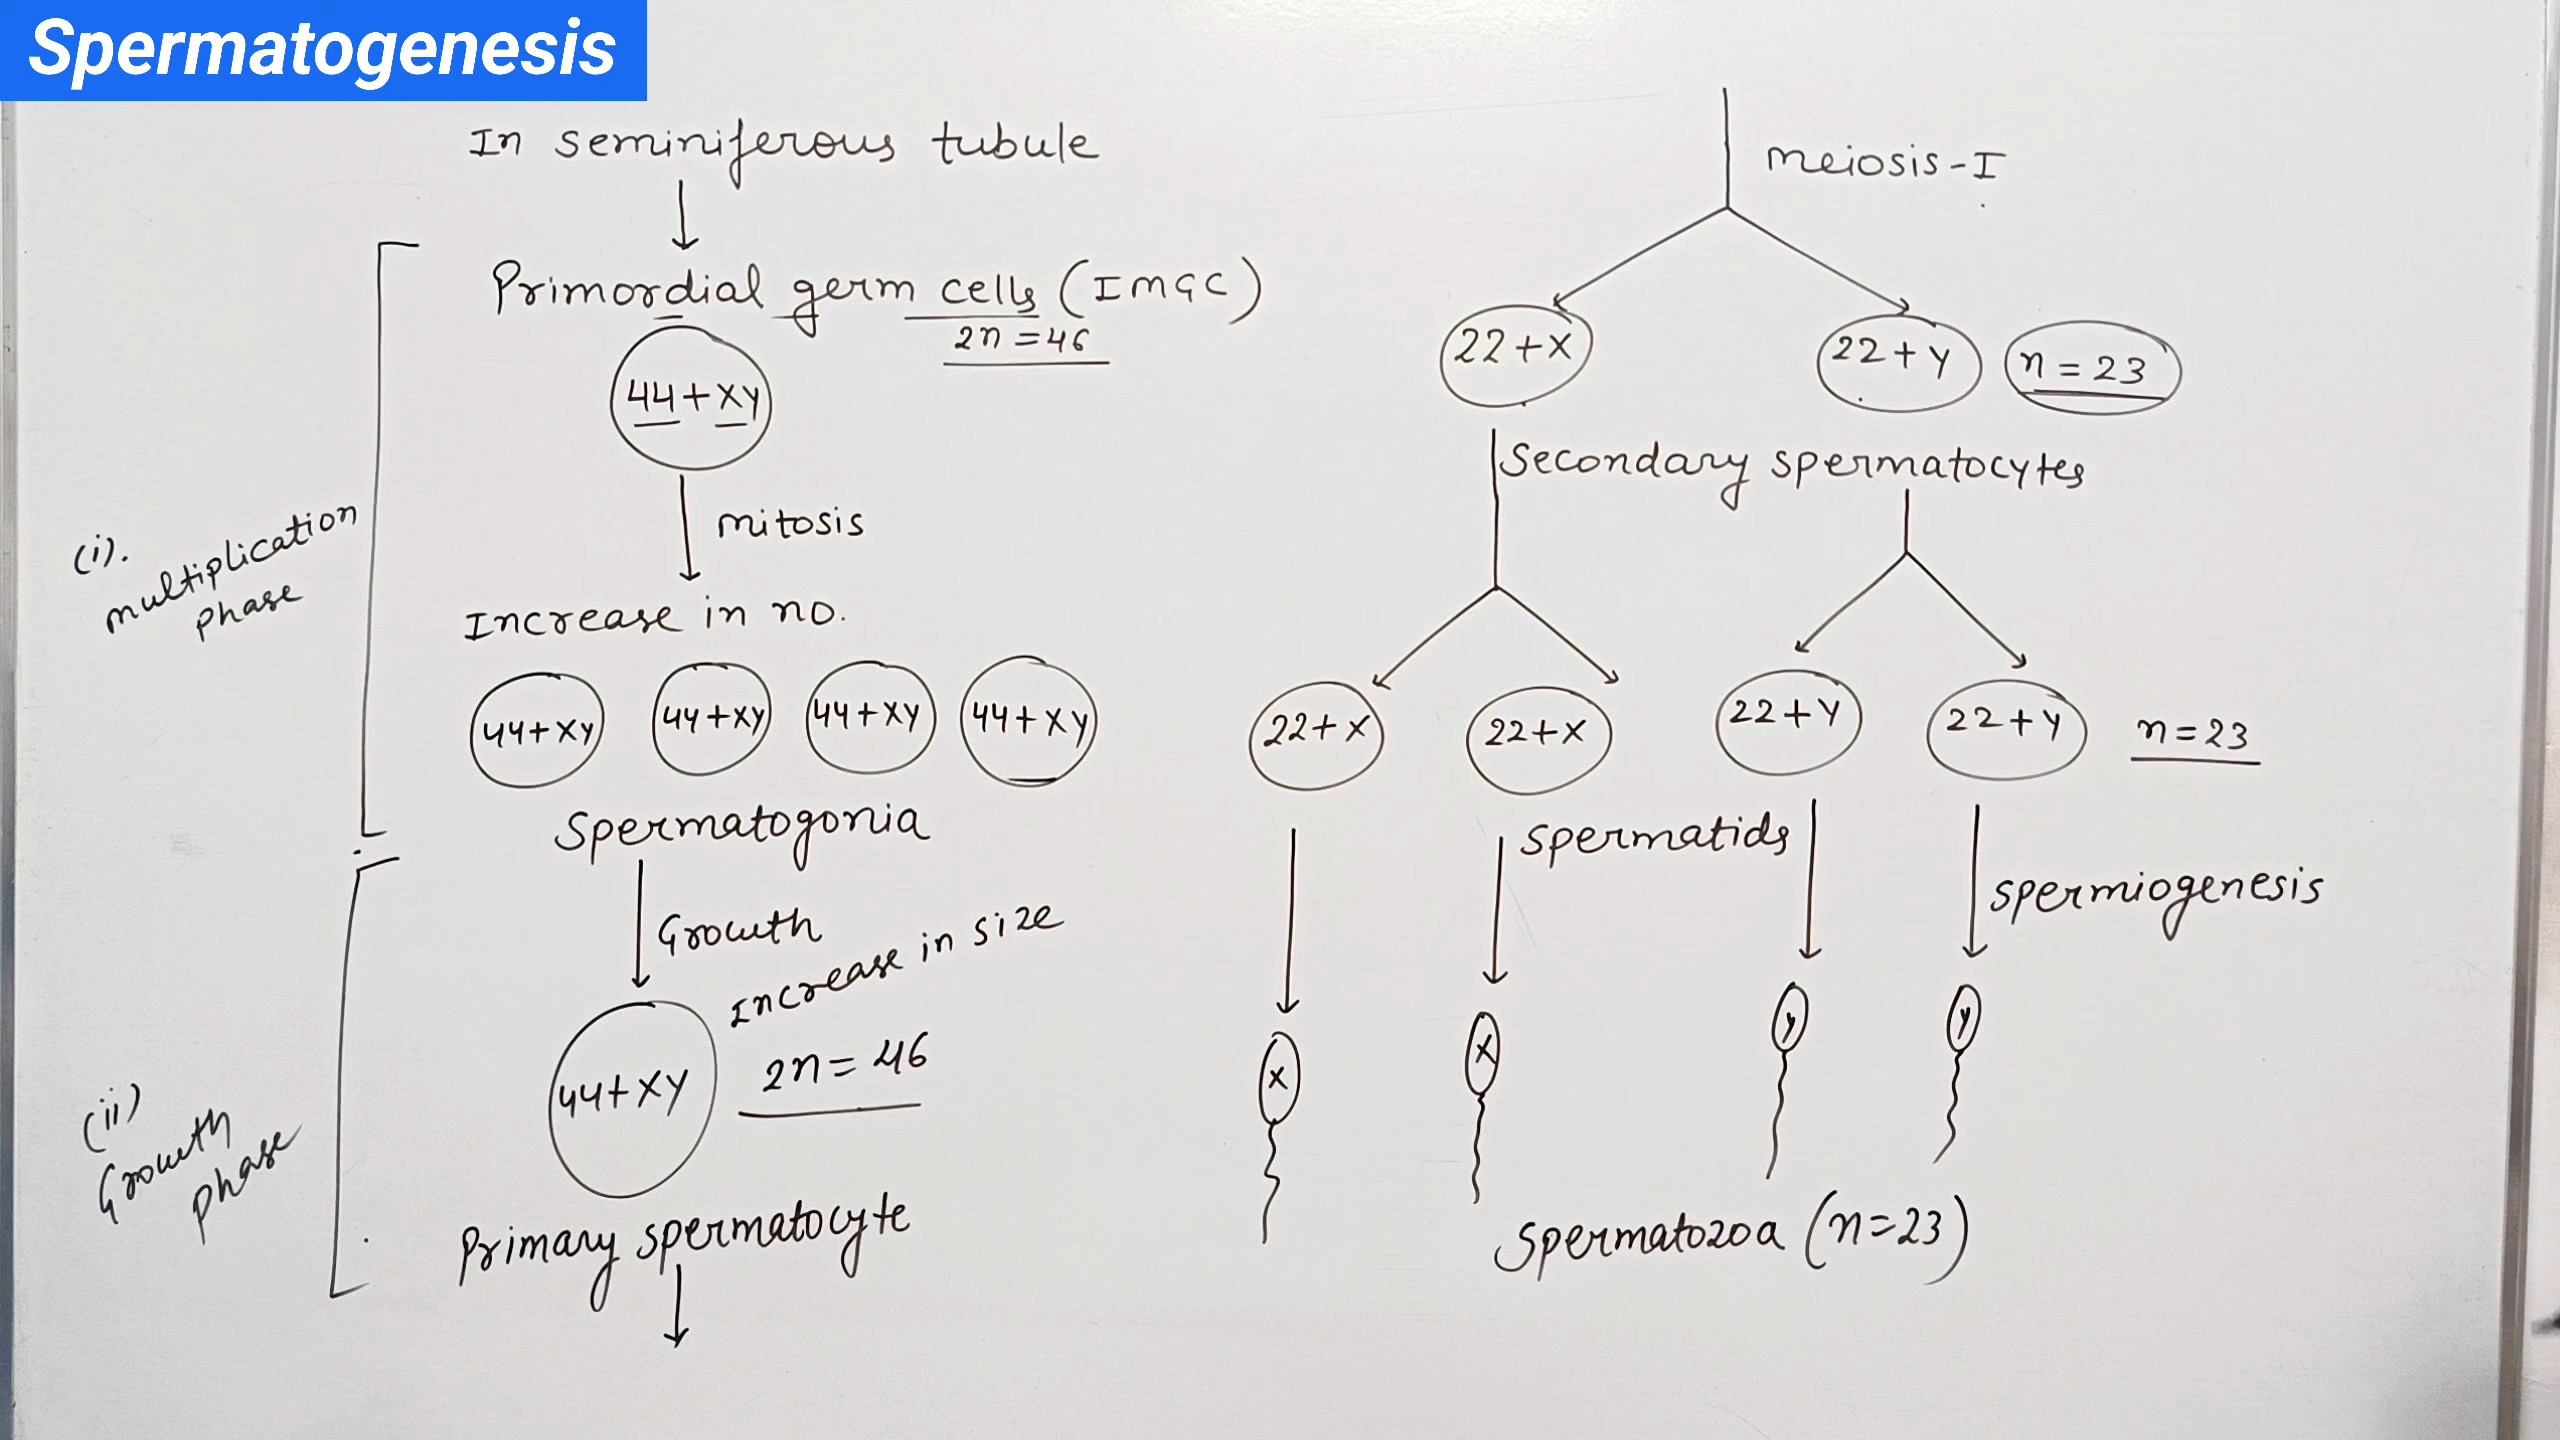 Spermatogenesis
In seminiferous tubule
Primordial germ cells (IMGC)
2n = 46
44 + xy
mitosis
Increase in no.
44 + xy 44 + xy 44 + xy 44 + xy
Spermatogonia
Growth
Increase in size
44 + xy
2n = 46
Primary spermatocyte
(i).
multiplication
phase
(ii)
Growth
phase
meiosis - I
22 + x 22 + y n = 23
Secondary spermatocytes
22 + x 22 + x 22 + y 22 + y n = 23
spermatids
spermiogenesis
x x y y
Spermatozoa (n = 23)